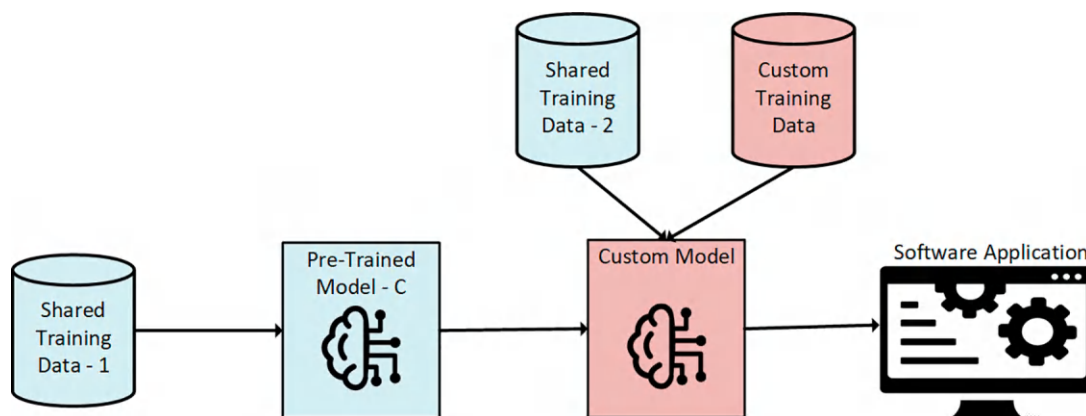 Shared
Training
Data - 2
Custom
Training
Data
Shared
Training
Data - 1
Pre-Trained
Model - C
Custom Model
Software Application